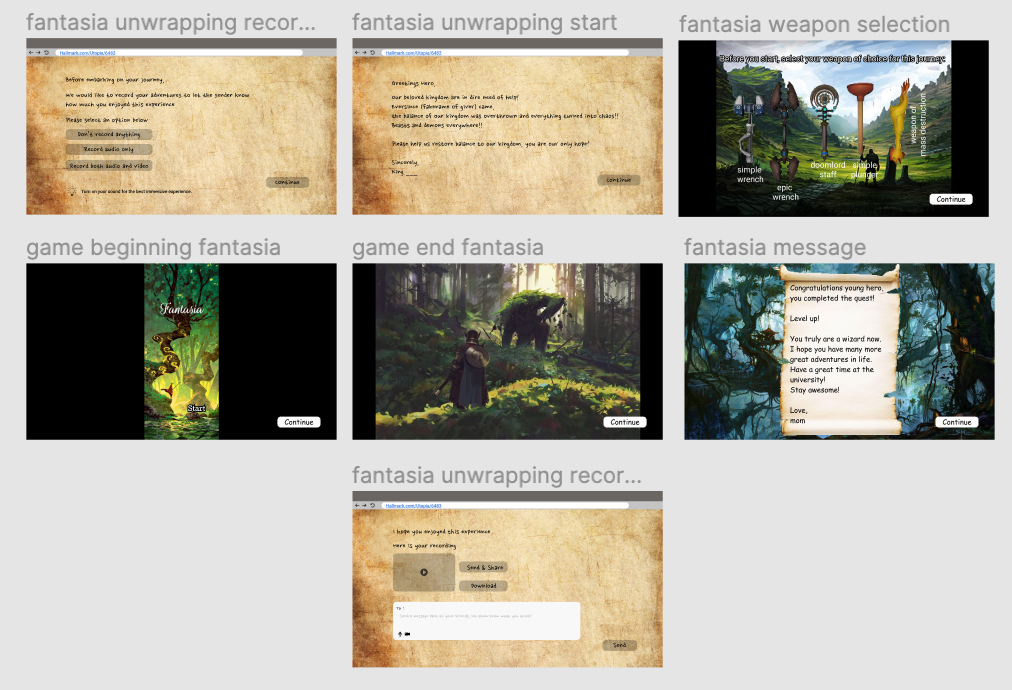 fantasia unwrapping recor...
fantasia unwrapping start
fantasia weapon selection
Hallmark.com/Utopia/6463
Before embarking on your journey,
We would like to record your adventures to let the sender know
how much you enjoyed this experience
Please select an option below
Don't record anything
Record audio only
Record both audio and video
Turn on your sound for the best immersive experience.
continue
Hallmark.com/Utopia/6463
Greetings Hero,
Our beloved kingdom are in dire need of help!
Eversince [fakename of giver] came,
the balance of our kingdom was overthrown and everything turned into chaos!!
Beasts and demons everywhere!!
Please help us restore balance to our kingdom, you are our only hope!
Sincerely,
King ____
continue
Before you start, select your weapon of choice for this journey:
simple
wrench
epic
wrench
doomlord
staff
simple
plunger
weapon of
mass destruction
Continue
game beginning fantasia
game end fantasia
fantasia message
Fantasia
Start
Continue
Continue
Congratulations young hero,
you completed the quest!
Level up!
You truly are a wizard now.
I hope you have many more
great adventures in life.
Have a great time at the
university!
Stay awesome!
Love,
mom
Continue
fantasia unwrapping recor...
Hallmark.com/Utopia/6463
I hope you enjoyed this experience
Here is your recording
Send & Share
Download
Send